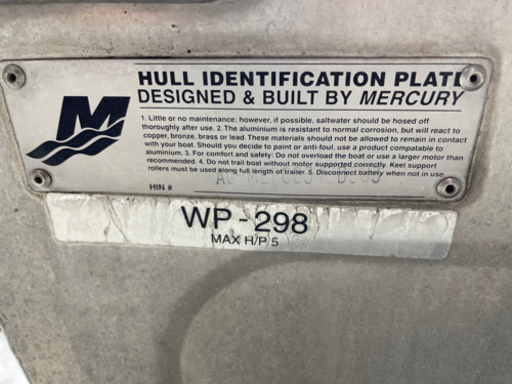 HULL IDENTIFICATION PLATE
DESIGNED & BUILT BY MERCURY
M
1. Little or no maintenance; however, if possible, saltwater should be hosed off
thoroughly after use. 2. The aluminium is resistant to normal corrosion, but will react to
copper, bronze, brass or lead. These materials should not be allowed to remain in contact
with your boat. Should you decide to paint or anti-foul, use a product compatable to
aluminium. 3. For comfort and safety: Do not overload the boat or use a larger motor than
recommended. 4. Do not trail boat without motor supported correctly. Keel support
rollers should be used along full length of trailer. 5. Disconnect battery when not in use.
HIN #
WP - 298
MAX H/P 5